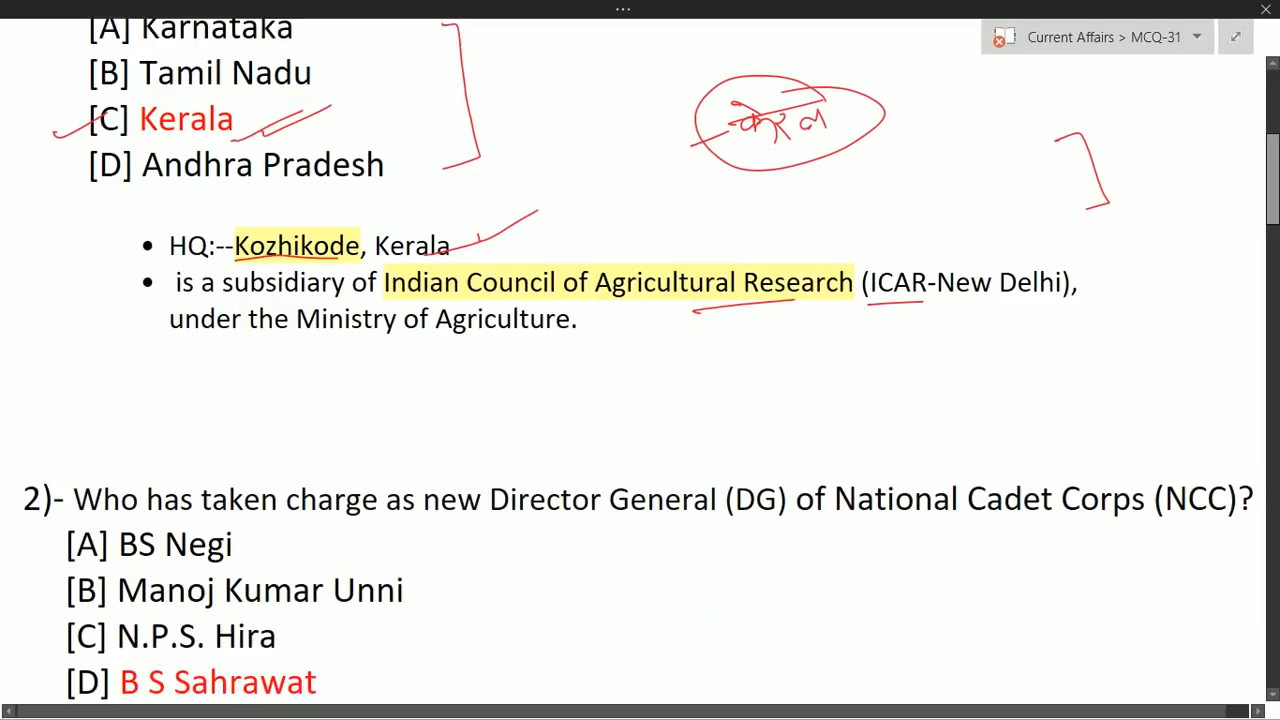 ...
[A] Karnataka
Current Affairs > MCQ-31
[B] Tamil Nadu
[C] Kerala
केरल
[D] Andhra Pradesh
• HQ:--Kozhikode, Kerala
• is a subsidiary of Indian Council of Agricultural Research (ICAR-New Delhi),
under the Ministry of Agriculture.
2)- Who has taken charge as new Director General (DG) of National Cadet Corps (NCC)?
[A] BS Negi
[B] Manoj Kumar Unni
[C] N.P.S. Hira
[D] B S Sahrawat